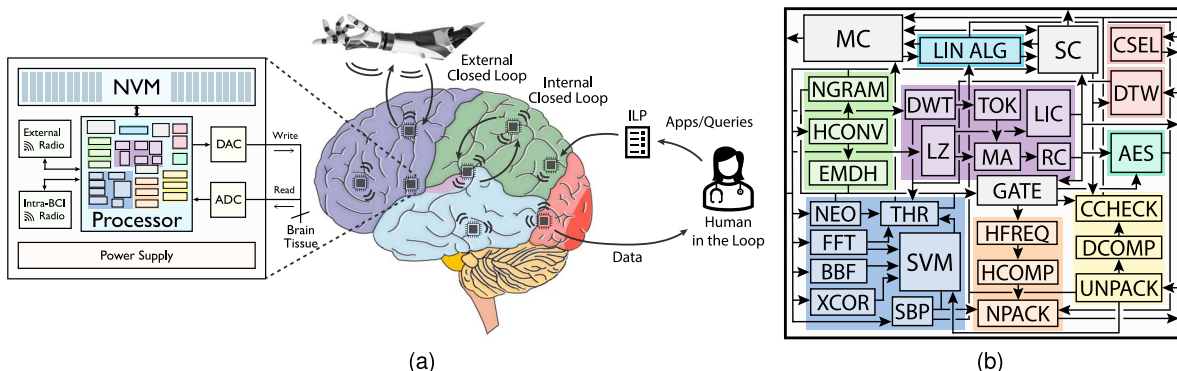 NVM
External
Radio
Intra-BCI
Radio
Processor
DAC
ADC
Write
Read
Brain
Tissue
Power Supply
External
Closed Loop
Internal
Closed Loop
ILP
Apps/Queries
Human
in the Loop
Data
(a)
MC
LIN ALG
SC
CSEL
NGRAM
DWT
TOK
LIC
DTW
HCONV
LZ
MA
RC
AES
EMDH
GATE
NEO
THR
CCHECK
FFT
HFREQ
DCOMP
BBF
SVM
HCOMP
UNPACK
XCOR
SBP
NPACK
(b)